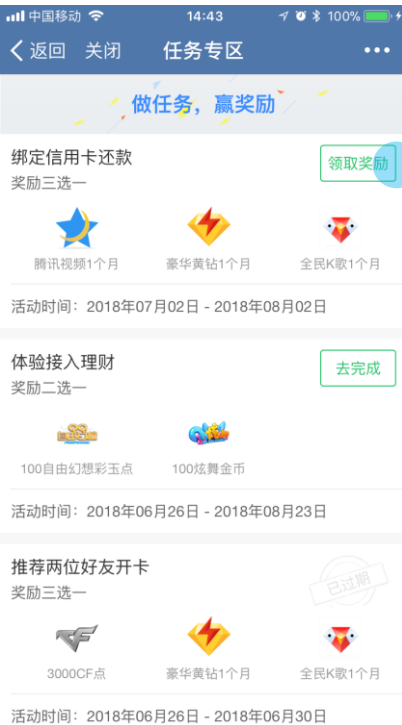 中国移动 14:43 100%
返回 关闭 任务专区
做任务，赢奖励
绑定信用卡还款
领取奖励
奖励三选一
腾讯视频1个月 豪华黄钻1个月 全民K歌1个月
活动时间：2018年07月02日 - 2018年08月02日
体验接入理财
去完成
奖励二选一
100自由幻想彩玉点 100炫舞金币
活动时间：2018年06月26日 - 2018年08月23日
推荐两位好友开卡
已过期
奖励三选一
3000CF点 豪华黄钻1个月 全民K歌1个月
活动时间：2018年06月26日 - 2018年06月30日